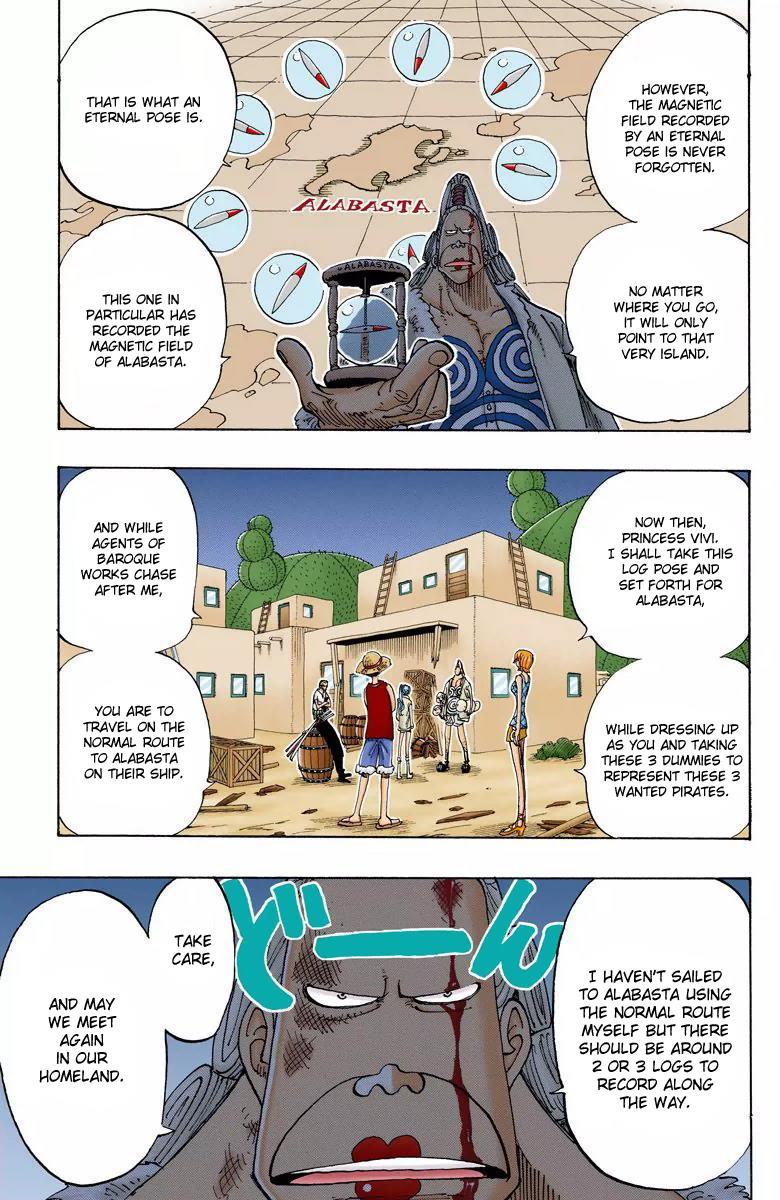 HOWEVER,
THE MAGNETIC
FIELD RECORDED
BY AN ETERNAL
POSE IS NEVER
FORGOTTEN.
NO MATTER
WHERE YOU GO,
IT WILL ONLY
POINT TO THAT
VERY ISLAND.
THAT IS WHAT AN
ETERNAL POSE IS.
THIS ONE IN
PARTICULAR HAS
RECORDED THE
MAGNETIC FIELD
OF ALABASTA.
ALABASTA
ALABASTA
NOW THEN,
PRINCESS VIVI.
I SHALL TAKE THIS
LOG POSE AND
SET FORTH FOR
ALABASTA,
WHILE DRESSING UP
AS YOU AND TAKING
THESE 3 DUMMIES TO
REPRESENT THESE 3
WANTED PIRATES.
AND WHILE
AGENTS OF
BAROQUE
WORKS CHASE
AFTER ME,
YOU ARE TO
TRAVEL ON THE
NORMAL ROUTE
TO ALABASTA
ON THEIR SHIP.
どーん
I HAVEN'T SAILED
TO ALABASTA USING
THE NORMAL ROUTE
MYSELF BUT THERE
SHOULD BE AROUND
2 OR 3 LOGS TO
RECORD ALONG
THE WAY.
TAKE
CARE,
AND MAY
WE MEET
AGAIN
IN OUR
HOMELAND.